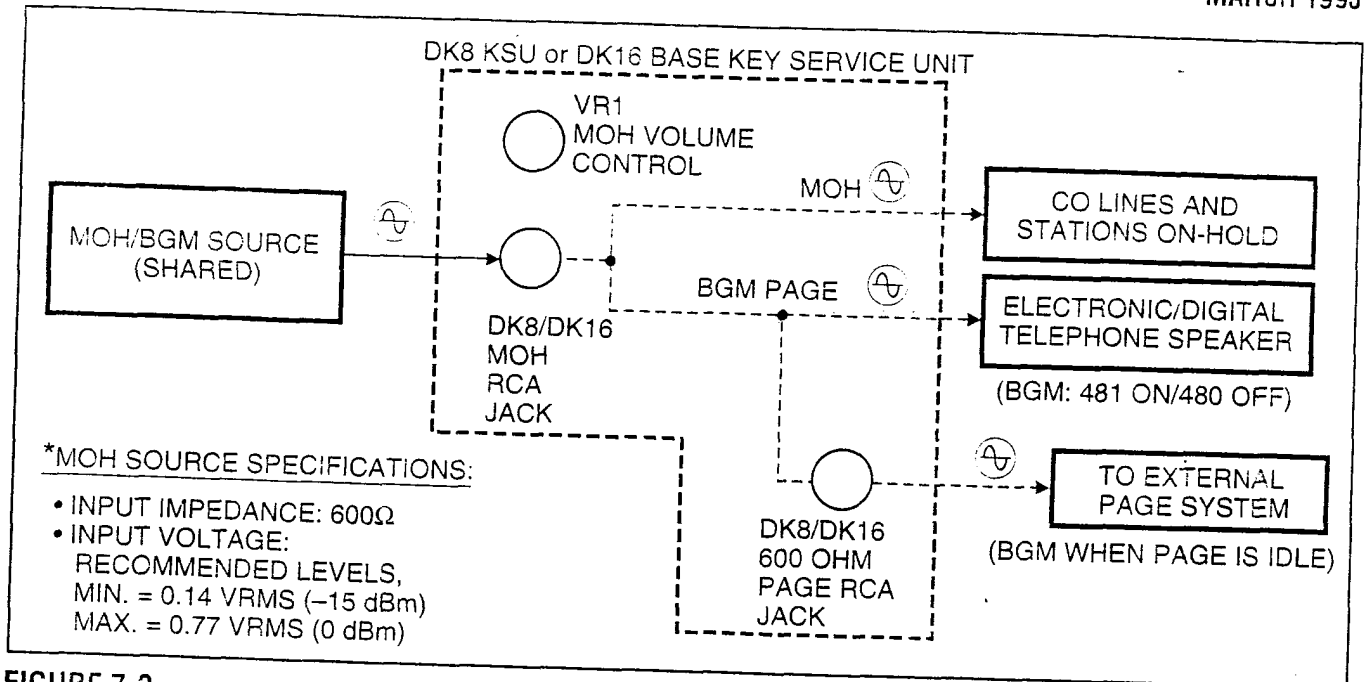 MARCH 1993
DK8 KSU or DK16 BASE KEY SERVICE UNIT
VR1
MOH VOLUME
CONTROL
MOH
CO LINES AND
STATIONS ON-HOLD
MOH/BGM SOURCE
(SHARED)
BGM PAGE
ELECTRONIC/DIGITAL
TELEPHONE SPEAKER
(BGM: 481 ON/480 OFF)
DK8/DK16
MOH
RCA
JACK
*MOH SOURCE SPECIFICATIONS:
• INPUT IMPEDANCE: 600Ω
• INPUT VOLTAGE:
RECOMMENDED LEVELS,
MIN. = 0.14 VRMS (–15 dBm)
MAX. = 0.77 VRMS (0 dBm)
DK8/DK16
600 OHM
PAGE RCA
JACK
TO EXTERNAL
PAGE SYSTEM
(BGM WHEN PAGE IS IDLE)